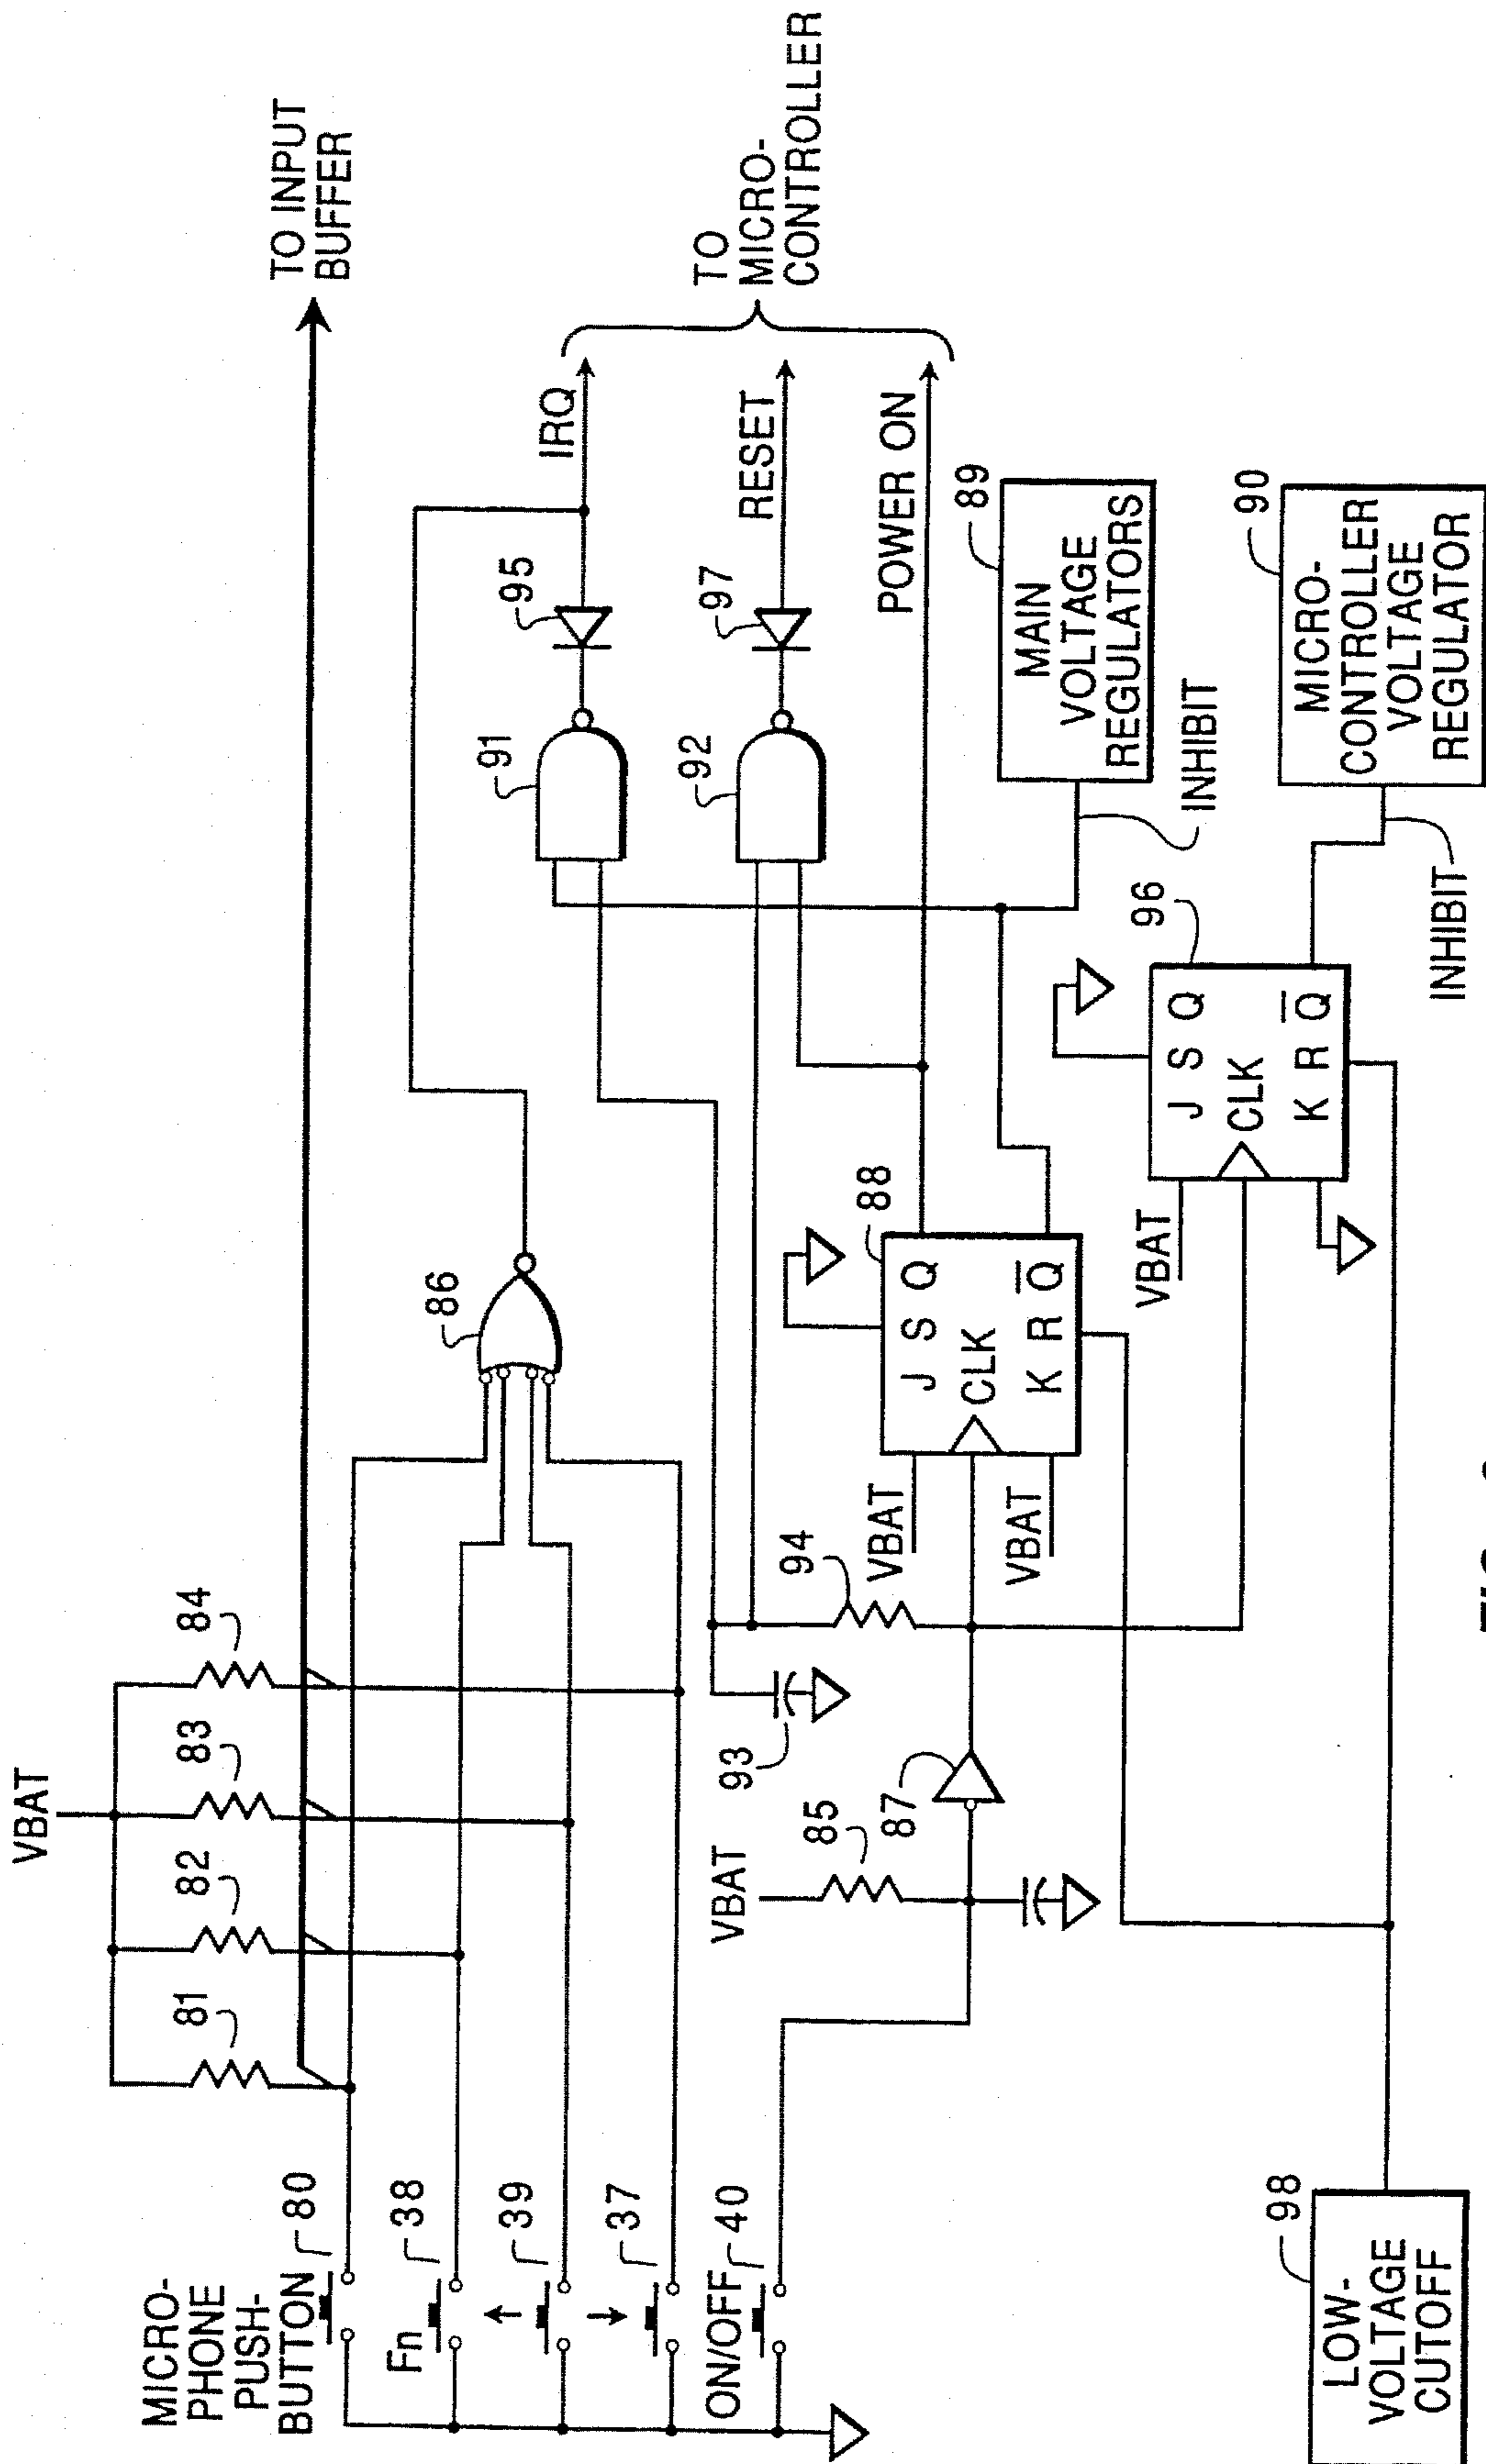 VBAT
81
82
83
84
TO INPUT
BUFFER
MICRO-
PHONE
PUSH-
BUTTON
80
Fn
38
39
37
ON/OFF
40
86
IRQ
95
91
TO
MICRO-
CONTROLLER
RESET
97
92
POWER ON
VBAT
85
87
93
94
VBAT
VBAT
88
J S Q
CLK
K R Q̅
MAIN
VOLTAGE
REGULATORS
89
INHIBIT
VBAT
96
J S Q
CLK
K R Q̅
MICRO-
CONTROLLER
VOLTAGE
REGULATOR
90
INHIBIT
LOW-
VOLTAGE
CUTOFF
98